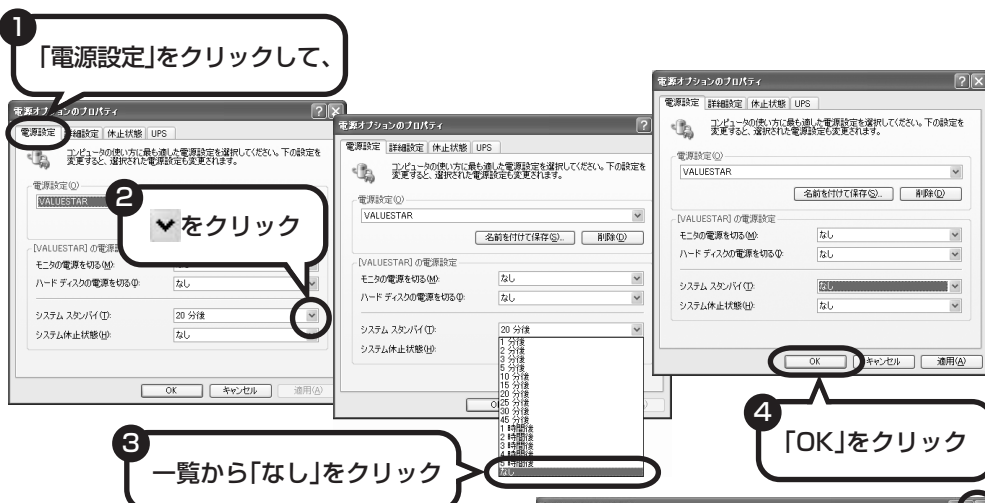 1
「電源設定」をクリックして、
電源オプションのプロパティ
電源設定 詳細設定 休止状態 UPS
コンピュータの使い方に最も適した電源設定を選択してください。下の設定を
変更すると、選択された電源設定も変更されます。
電源設定(O)
VALUESTAR
2
をクリック
[VALUESTAR] の電源設
モニタの電源を切る(M):
ハード ディスクの電源を切る(I): なし
システム スタンバイ(T): 20 分後
システム休止状態(H): なし
OK キャンセル 適用(A)
電源オプションのプロパティ
電源設定 詳細設定 休止状態 UPS
コンピュータの使い方に最も適した電源設定を選択してください。下の設定を
変更すると、選択された電源設定も変更されます。
電源設定(O)
VALUESTAR
名前を付けて保存(S)... 削除(D)
[VALUESTAR] の電源設定
モニタの電源を切る(M): なし
ハード ディスクの電源を切る(I): なし
システム スタンバイ(T): 20 分後
システム休止状態(H):
1 分後
2 分後
3 分後
5 分後
10 分後
15 分後
20 分後
25 分後
30 分後
45 分後
1 時間後
2 時間後
3 時間後
4 時間後
5 時間後
なし
3
一覧から「なし」をクリック
電源オプションのプロパティ
電源設定 詳細設定 休止状態 UPS
コンピュータの使い方に最も適した電源設定を選択してください。下の設定を
変更すると、選択された電源設定も変更されます。
電源設定(O)
VALUESTAR
名前を付けて保存(S)... 削除(D)
[VALUESTAR] の電源設定
モニタの電源を切る(M): なし
ハード ディスクの電源を切る(I): なし
システム スタンバイ(T): なし
システム休止状態(H): なし
OK キャンセル 適用(A)
4
「OK」をクリック